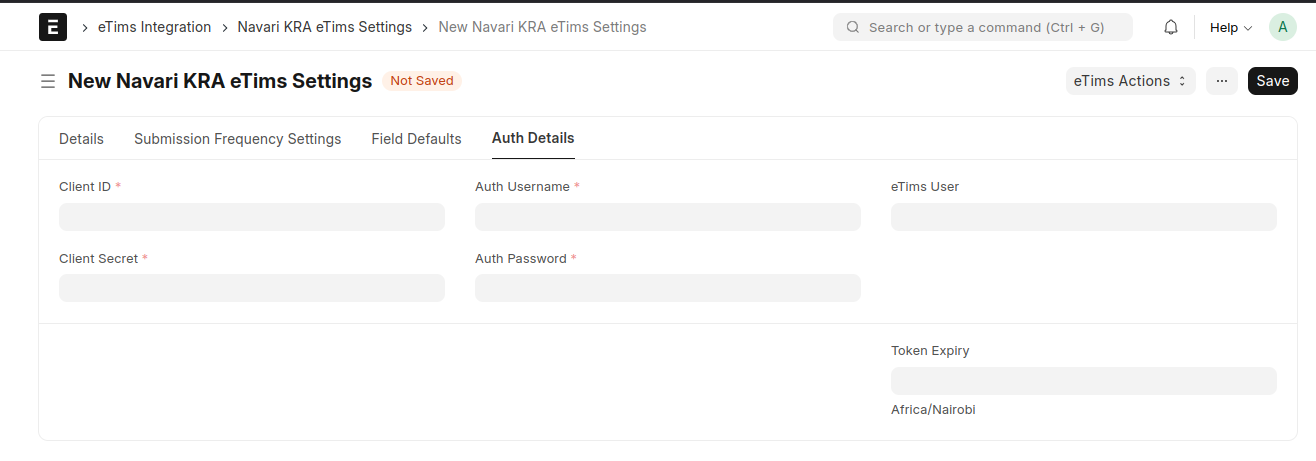 E > eTims Integration > Navari KRA eTims Settings > New Navari KRA eTims Settings Search or type a command (Ctrl + G) Help A
New Navari KRA eTims Settings Not Saved eTims Actions ... Save
Details Submission Frequency Settings Field Defaults Auth Details
Client ID * Auth Username * eTims User
Client Secret * Auth Password *
Token Expiry
Africa/Nairobi